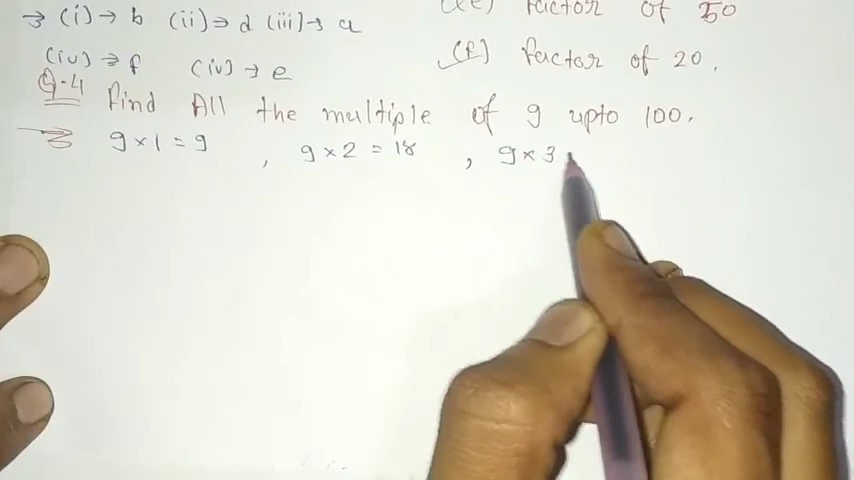 (e) factor of 50
→ (i) → b (ii) → d (iii) → a
(f) factor of 20.
(iv) → f (iv) → e
Q-4 Find All the multiple of 9 upto 100.
→ 9 × 1 = 9 , 9 × 2 = 18 , 9 × 3